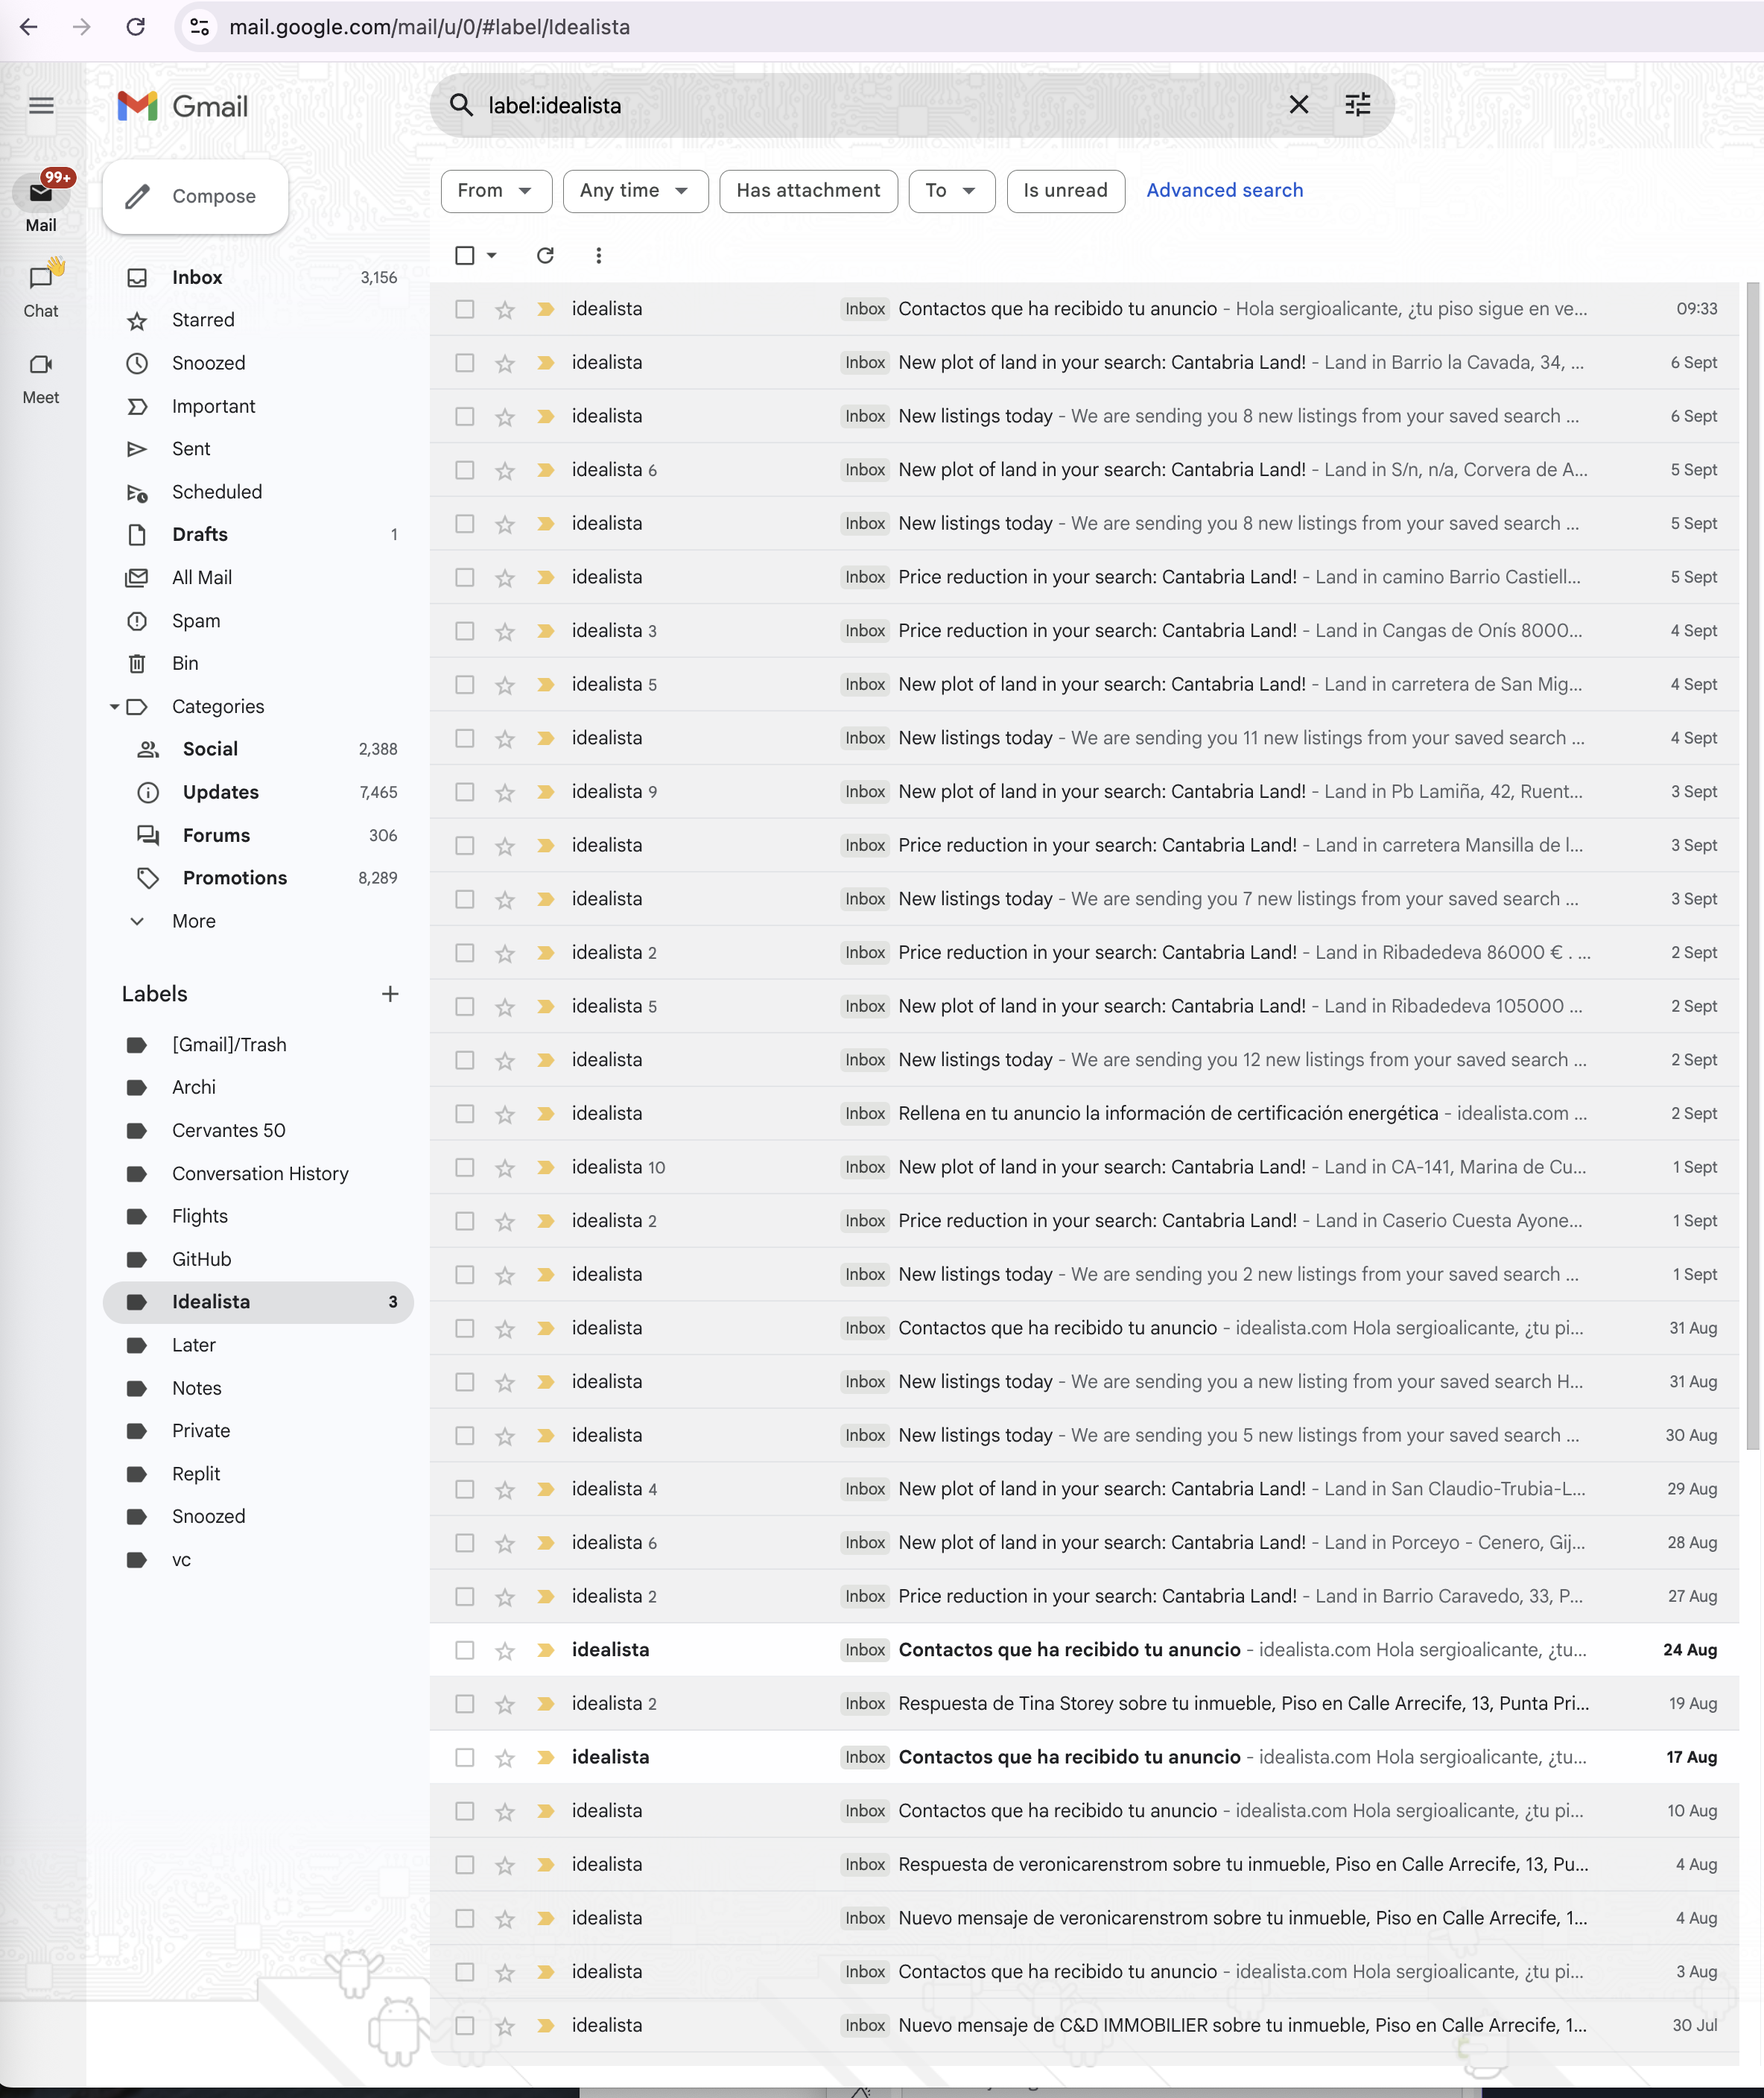 mail.google.com/mail/u/0/#label/Idealista
Gmail
label:idealista
99+
Mail
Chat
Meet
Compose
Inbox 3,156
Starred
Snoozed
Important
Sent
Scheduled
Drafts 1
All Mail
Spam
Bin
Categories
Social 2,388
Updates 7,465
Forums 306
Promotions 8,289
More
Labels
[Gmail]/Trash
Archi
Cervantes 50
Conversation History
Flights
GitHub
Idealista 3
Later
Notes
Private
Replit
Snoozed
vc
From Any time Has attachment To Is unread Advanced search
idealista Inbox Contactos que ha recibido tu anuncio - Hola sergioalicante, ¿tu piso sigue en ve... 09:33
idealista Inbox New plot of land in your search: Cantabria Land! - Land in Barrio la Cavada, 34, ... 6 Sept
idealista Inbox New listings today - We are sending you 8 new listings from your saved search ... 6 Sept
idealista 6 Inbox New plot of land in your search: Cantabria Land! - Land in S/n, n/a, Corvera de A... 5 Sept
idealista Inbox New listings today - We are sending you 8 new listings from your saved search ... 5 Sept
idealista Inbox Price reduction in your search: Cantabria Land! - Land in camino Barrio Castiell... 5 Sept
idealista 3 Inbox Price reduction in your search: Cantabria Land! - Land in Cangas de Onís 8000... 4 Sept
idealista 5 Inbox New plot of land in your search: Cantabria Land! - Land in carretera de San Mig... 4 Sept
idealista Inbox New listings today - We are sending you 11 new listings from your saved search ... 4 Sept
idealista 9 Inbox New plot of land in your search: Cantabria Land! - Land in Pb Lamiña, 42, Ruent... 3 Sept
idealista Inbox Price reduction in your search: Cantabria Land! - Land in carretera Mansilla de l... 3 Sept
idealista Inbox New listings today - We are sending you 7 new listings from your saved search ... 3 Sept
idealista 2 Inbox Price reduction in your search: Cantabria Land! - Land in Ribadedeva 86000 € . ... 2 Sept
idealista 5 Inbox New plot of land in your search: Cantabria Land! - Land in Ribadedeva 105000 ... 2 Sept
idealista Inbox New listings today - We are sending you 12 new listings from your saved search ... 2 Sept
idealista Inbox Rellena en tu anuncio la información de certificación energética - idealista.com ... 2 Sept
idealista 10 Inbox New plot of land in your search: Cantabria Land! - Land in CA-141, Marina de Cu... 1 Sept
idealista 2 Inbox Price reduction in your search: Cantabria Land! - Land in Caserio Cuesta Ayone... 1 Sept
idealista Inbox New listings today - We are sending you 2 new listings from your saved search ... 1 Sept
idealista Inbox Contactos que ha recibido tu anuncio - idealista.com Hola sergioalicante, ¿tu pi... 31 Aug
idealista Inbox New listings today - We are sending you a new listing from your saved search H... 31 Aug
idealista Inbox New listings today - We are sending you 5 new listings from your saved search ... 30 Aug
idealista 4 Inbox New plot of land in your search: Cantabria Land! - Land in San Claudio-Trubia-L... 29 Aug
idealista 6 Inbox New plot of land in your search: Cantabria Land! - Land in Porceyo - Cenero, Gij... 28 Aug
idealista 2 Inbox Price reduction in your search: Cantabria Land! - Land in Barrio Caravedo, 33, P... 27 Aug
idealista Inbox Contactos que ha recibido tu anuncio - idealista.com Hola sergioalicante, ¿tu... 24 Aug
idealista 2 Inbox Respuesta de Tina Storey sobre tu inmueble, Piso en Calle Arrecife, 13, Punta Pri... 19 Aug
idealista Inbox Contactos que ha recibido tu anuncio - idealista.com Hola sergioalicante, ¿tu... 17 Aug
idealista Inbox Contactos que ha recibido tu anuncio - idealista.com Hola sergioalicante, ¿tu pi... 10 Aug
idealista Inbox Respuesta de veronicarenstrom sobre tu inmueble, Piso en Calle Arrecife, 13, Pu... 4 Aug
idealista Inbox Nuevo mensaje de veronicarenstrom sobre tu inmueble, Piso en Calle Arrecife, 1... 4 Aug
idealista Inbox Contactos que ha recibido tu anuncio - idealista.com Hola sergioalicante, ¿tu pi... 3 Aug
idealista Inbox Nuevo mensaje de C&D IMMOBILIER sobre tu inmueble, Piso en Calle Arrecife, 1... 30 Jul